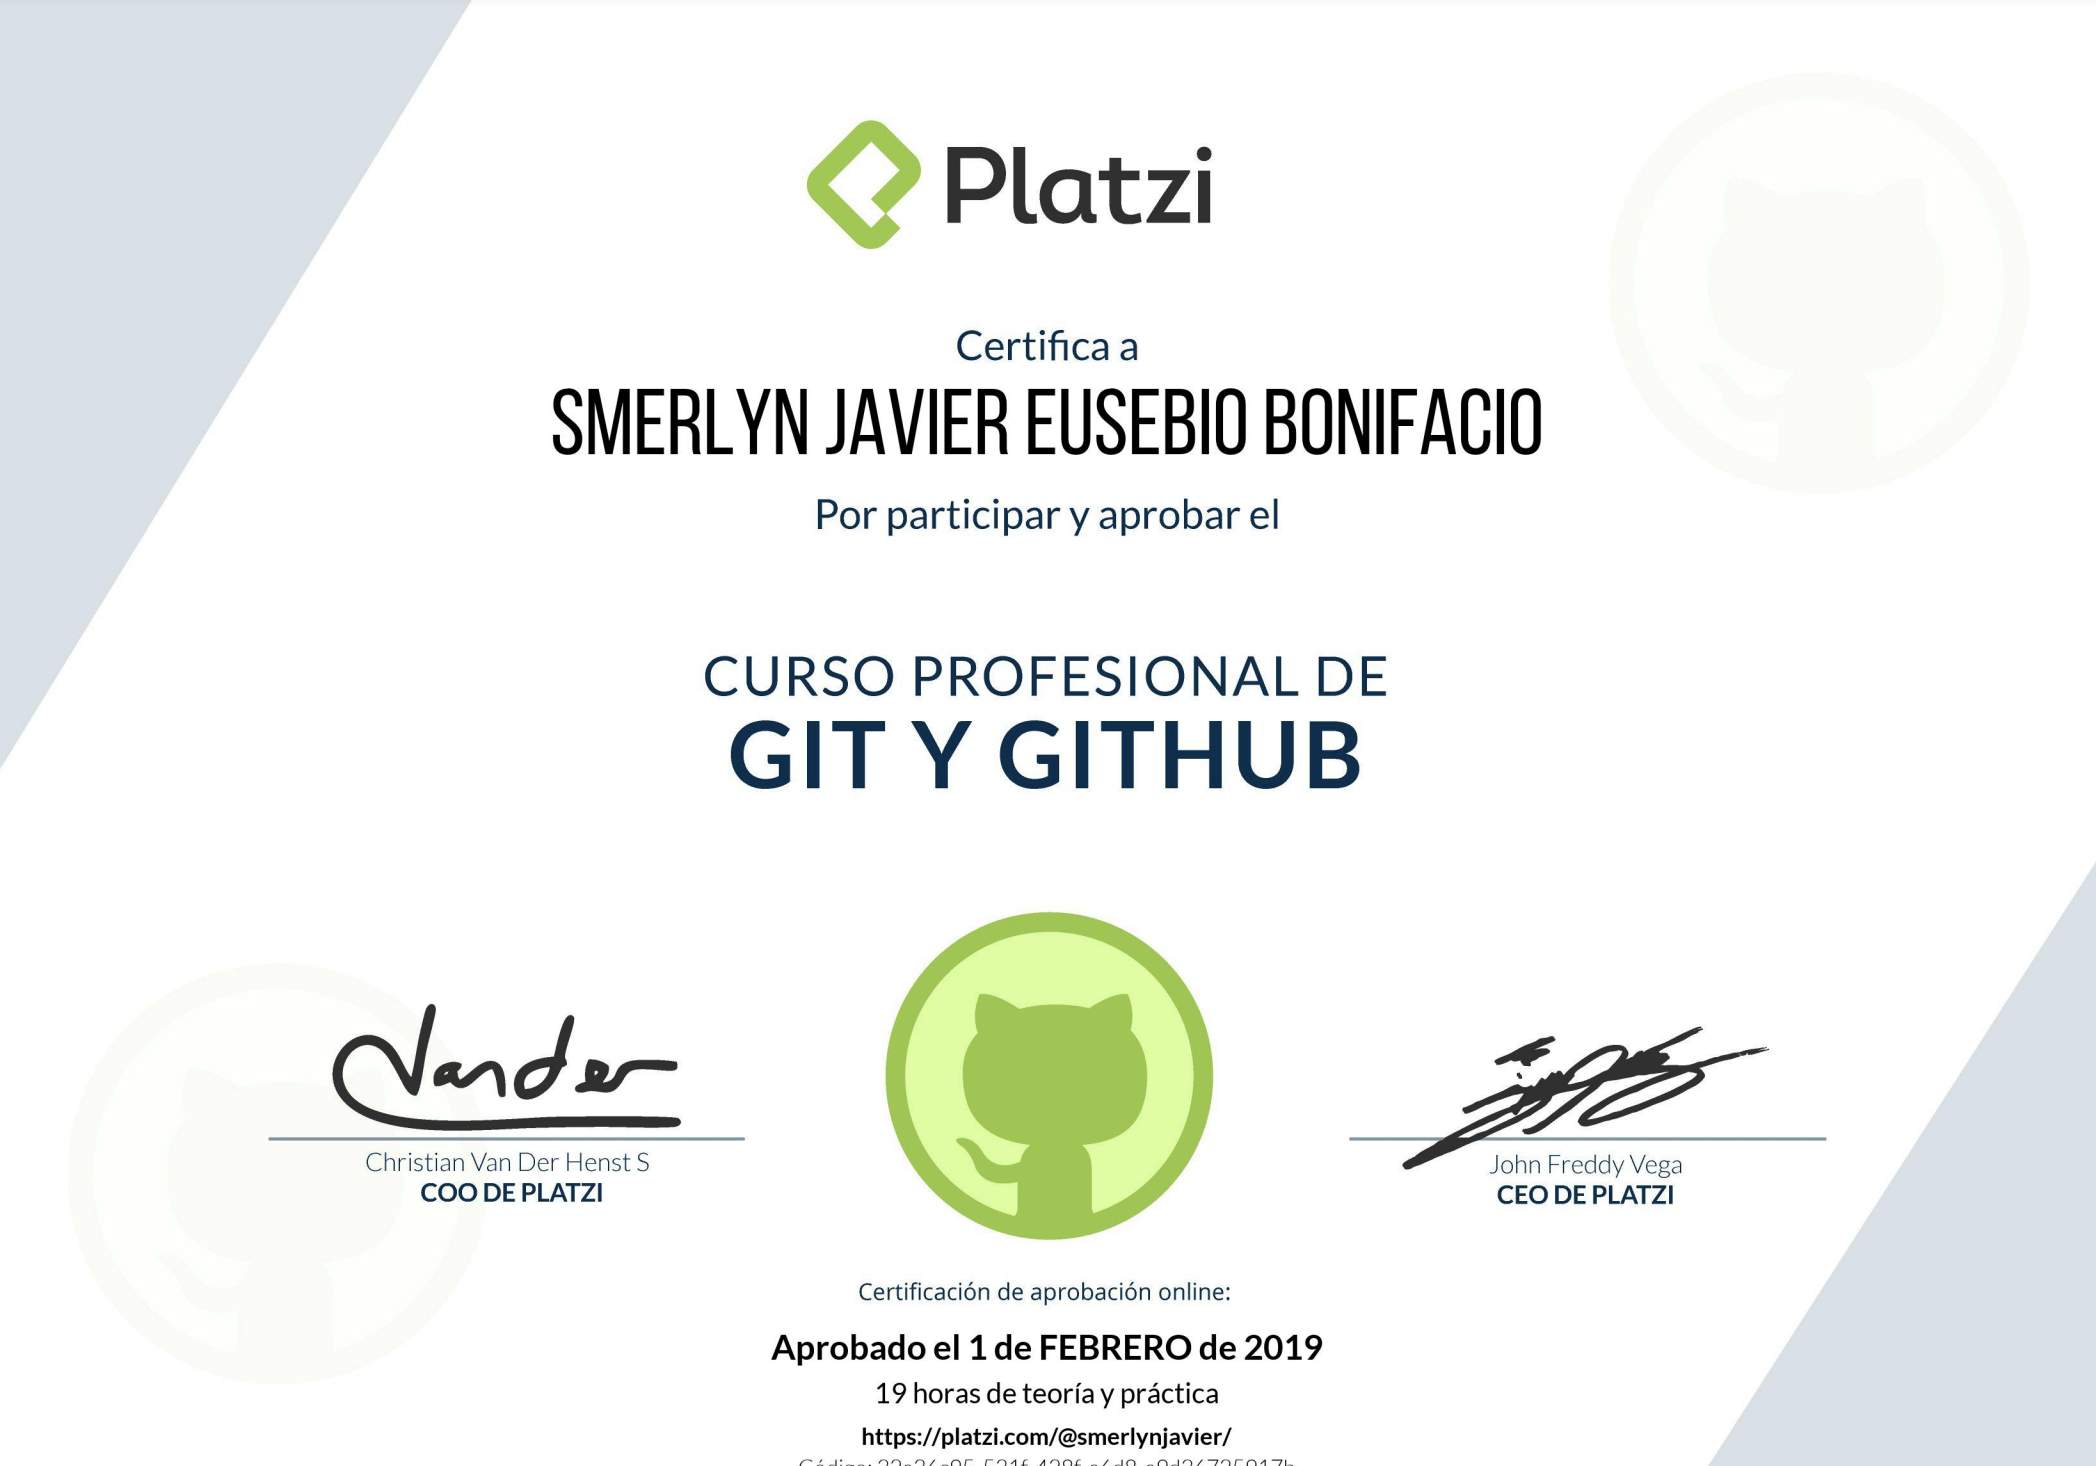 Platzi
Certifica a
SMERLYN JAVIER EUSEBIO BONIFACIO
Por participar y aprobar el
CURSO PROFESIONAL DE
GIT Y GITHUB
Christian Van Der Henst S
COO DE PLATZI
John Freddy Vega
CEO DE PLATZI
Certificación de aprobación online:
Aprobado el 1 de FEBRERO de 2019
19 horas de teoría y práctica
https://platzi.com/@smerlynjavier/